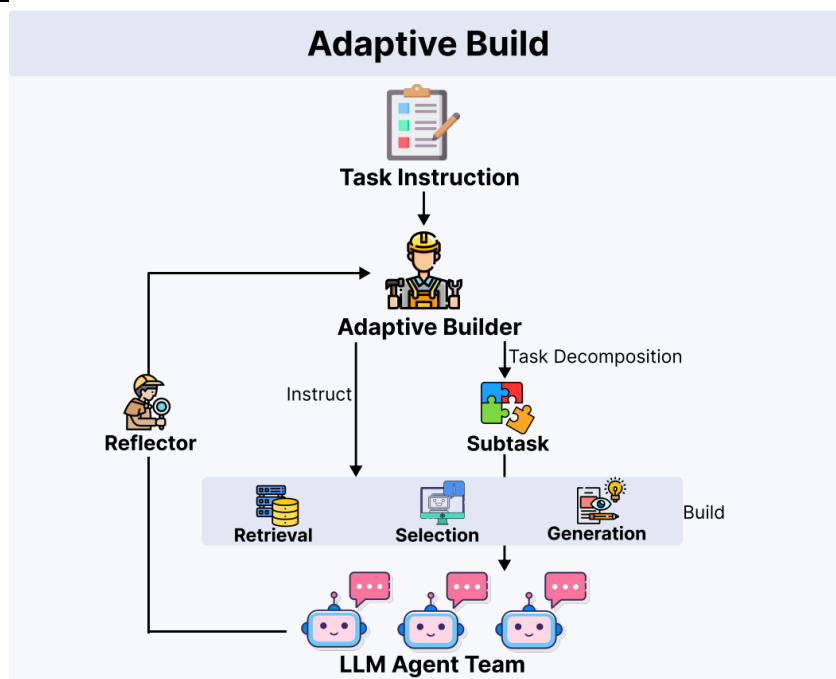 Adaptive Build
Task Instruction
Adaptive Builder
Task Decomposition
Instruct
Reflector
Subtask
Retrieval
Selection
Generation
Build
LLM Agent Team